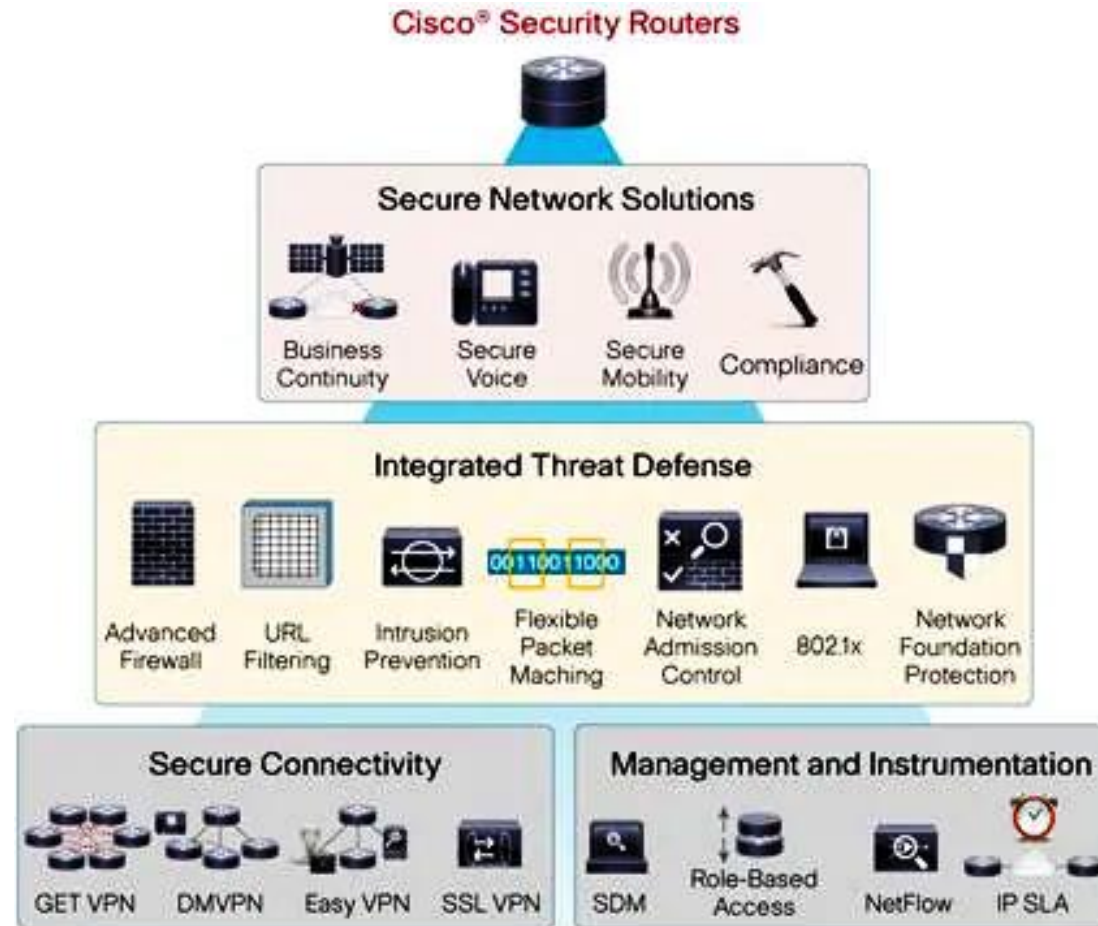 Cisco® Security Routers
Secure Network Solutions
Business
Continuity
Secure
Voice
Secure
Mobility
Compliance
Integrated Threat Defense
Advanced
Firewall
URL
Filtering
Intrusion
Prevention
0011001 1000
Flexible
Packet
Maching
Network
Admission
Control
802.1x
Network
Foundation
Protection
Secure Connectivity
GET VPN
DMVPN
Easy VPN
SSL VPN
Management and Instrumentation
SDM
Role-Based
Access
NetFlow
IP SLA